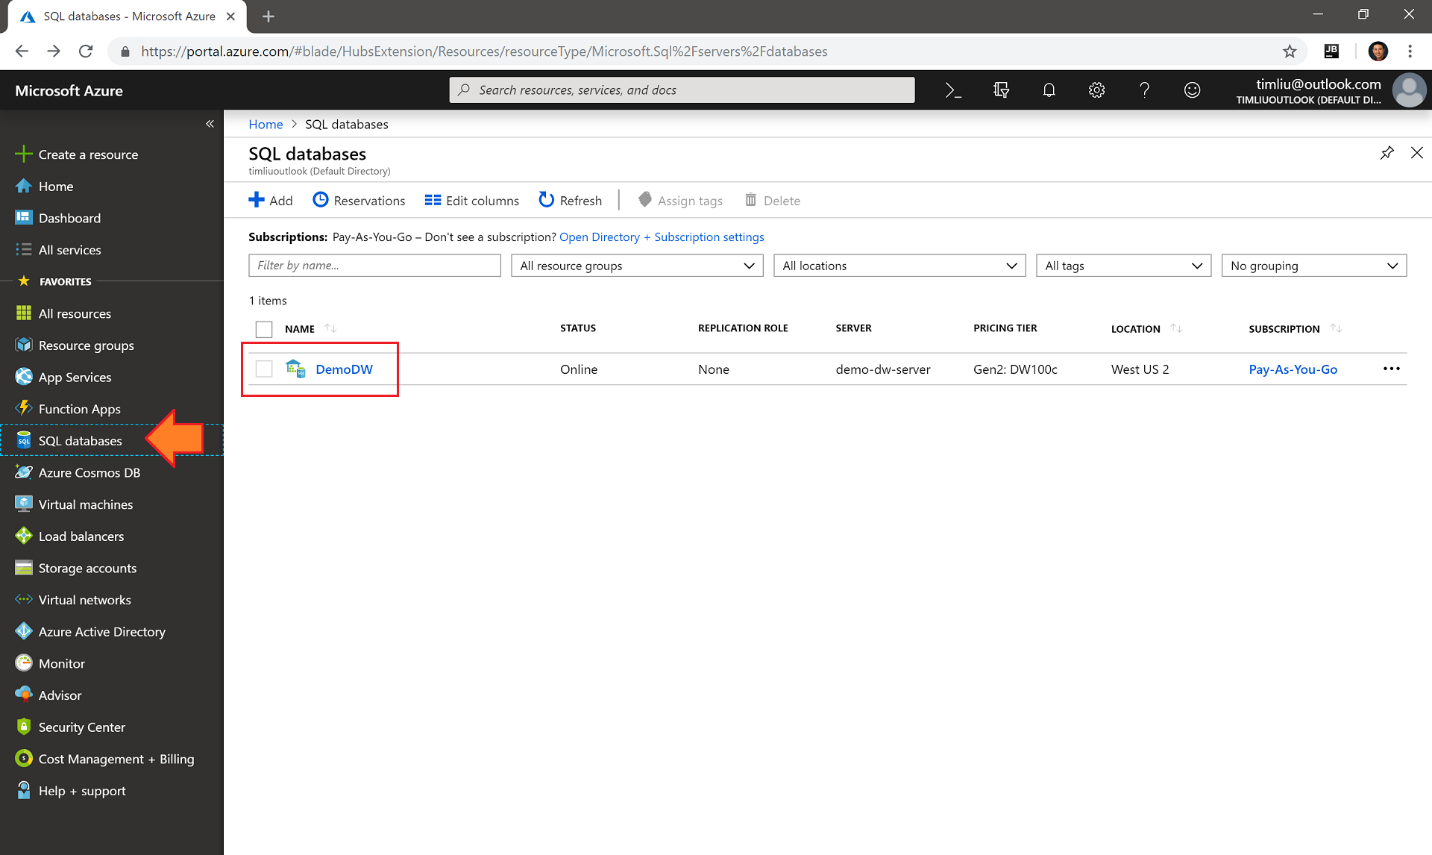 SQL databases - Microsoft Azure
https://portal.azure.com/#blade/HubsExtension/Resources/resourceType/Microsoft.Sql%2Fservers%2Fdatabases
JB
Microsoft Azure
Search resources, services, and docs
timliu@outlook.com
TIMLIUOUTLOOK (DEFAULT DI...
Create a resource
Home
Dashboard
All services
FAVORITES
All resources
Resource groups
App Services
Function Apps
SQL
SQL databases
Azure Cosmos DB
Virtual machines
Load balancers
Storage accounts
Virtual networks
Azure Active Directory
Monitor
Advisor
Security Center
Cost Management + Billing
Help + support
Home > SQL databases
SQL databases
timliuoutlook (Default Directory)
Add Reservations Edit columns Refresh Assign tags Delete
Subscriptions: Pay-As-You-Go – Don't see a subscription? Open Directory + Subscription settings
Filter by name... All resource groups All locations All tags No grouping
1 items
NAME STATUS REPLICATION ROLE SERVER PRICING TIER LOCATION SUBSCRIPTION
DemoDW Online None demo-dw-server Gen2: DW100c West US 2 Pay-As-You-Go